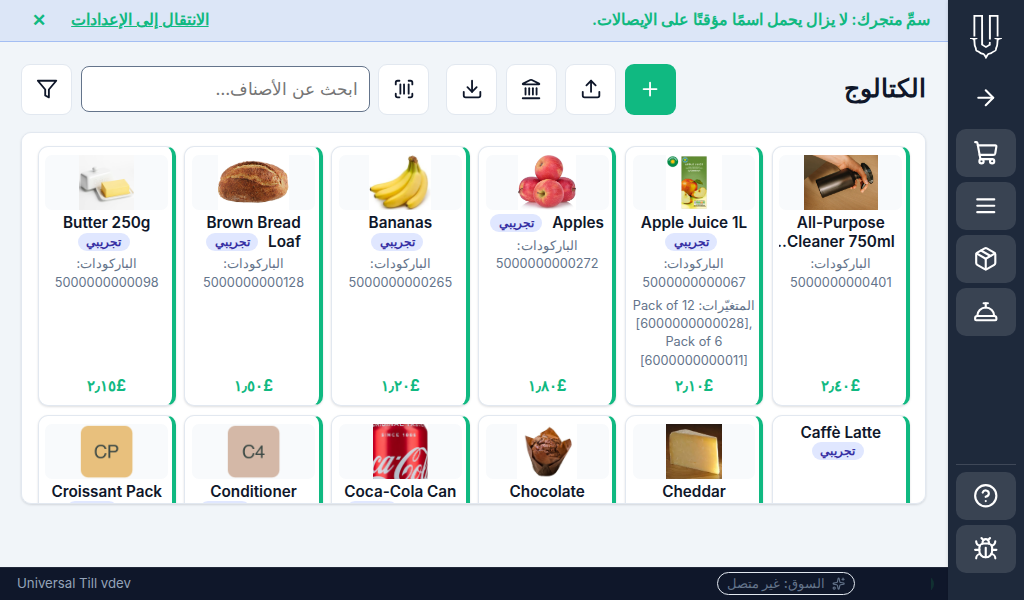 سمِّ متجرك: لا يزال يحمل اسمًا مؤقتًا على الإيصالات.
الانتقال إلى الإعدادات
✕
الكتالوج
ابحث عن الأصناف...
All-Purpose
Cleaner 750ml..
الباركودات:
5000000000401
£٢٫٤٠
Apple Juice 1L
تجريبي
الباركودات:
5000000000067
المتغيّرات: Pack of 12
[6000000000028],
Pack of 6
[6000000000011]
£٢٫١٠
Apples تجريبي
الباركودات:
5000000000272
£١٫٨٠
Bananas
تجريبي
الباركودات:
5000000000265
£١٫٢٠
Brown Bread
Loaf تجريبي
الباركودات:
5000000000128
£١٫٥٠
Butter 250g
تجريبي
الباركودات:
5000000000098
£٢٫١٥
Caffè Latte
تجريبي
Cheddar
Chocolate
SINCE 1886
Coca-Cola Can
C4
Conditioner
CP
Croissant Pack
السوق: غير متصل
Universal Till vdev